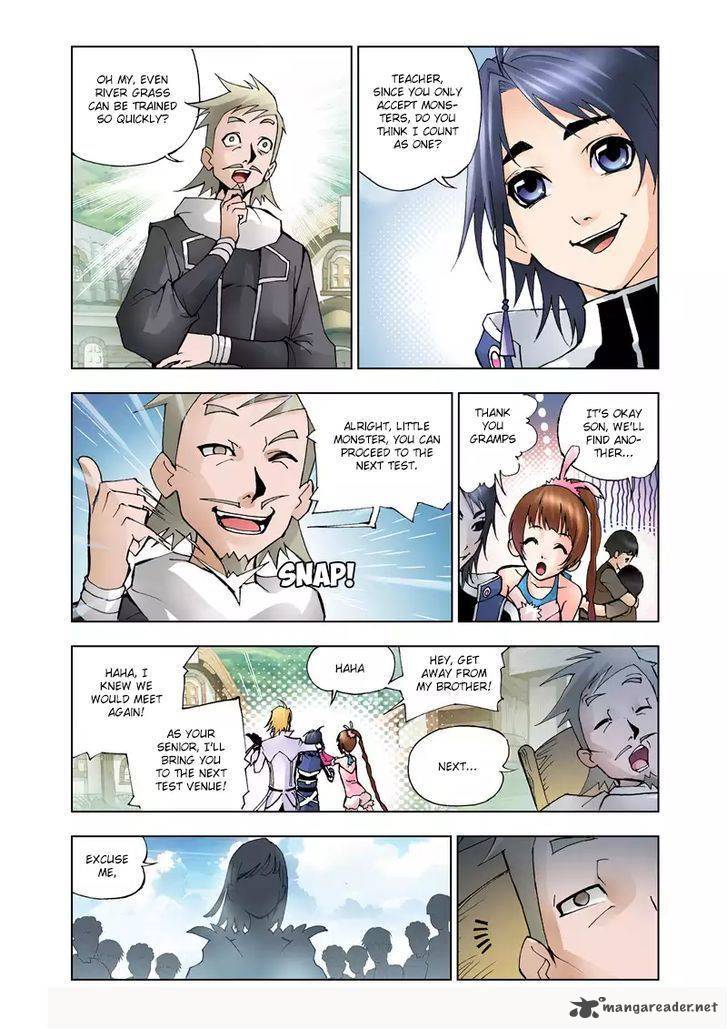 OH MY, EVEN
RIVER GRASS
CAN BE TRAINED
SO QUICKLY?
TEACHER,
SINCE YOU ONLY
ACCEPT MONS-
TERS, DO YOU
THINK I COUNT
AS ONE?
ALRIGHT, LITTLE
MONSTER, YOU CAN
PROCEED TO THE
NEXT TEST.
SNAP!
THANK
YOU
GRAMPS
IT'S OKAY
SON, WE'LL
FIND ANO-
THER...
HAHA, I
KNEW WE
WOULD MEET
AGAIN!
AS YOUR
SENIOR, I'LL
BRING YOU
TO THE NEXT
TEST VENUE!
HAHA
HEY, GET
AWAY FROM
MY BROTHER!
NEXT...
EXCUSE
ME,
mangareader.net